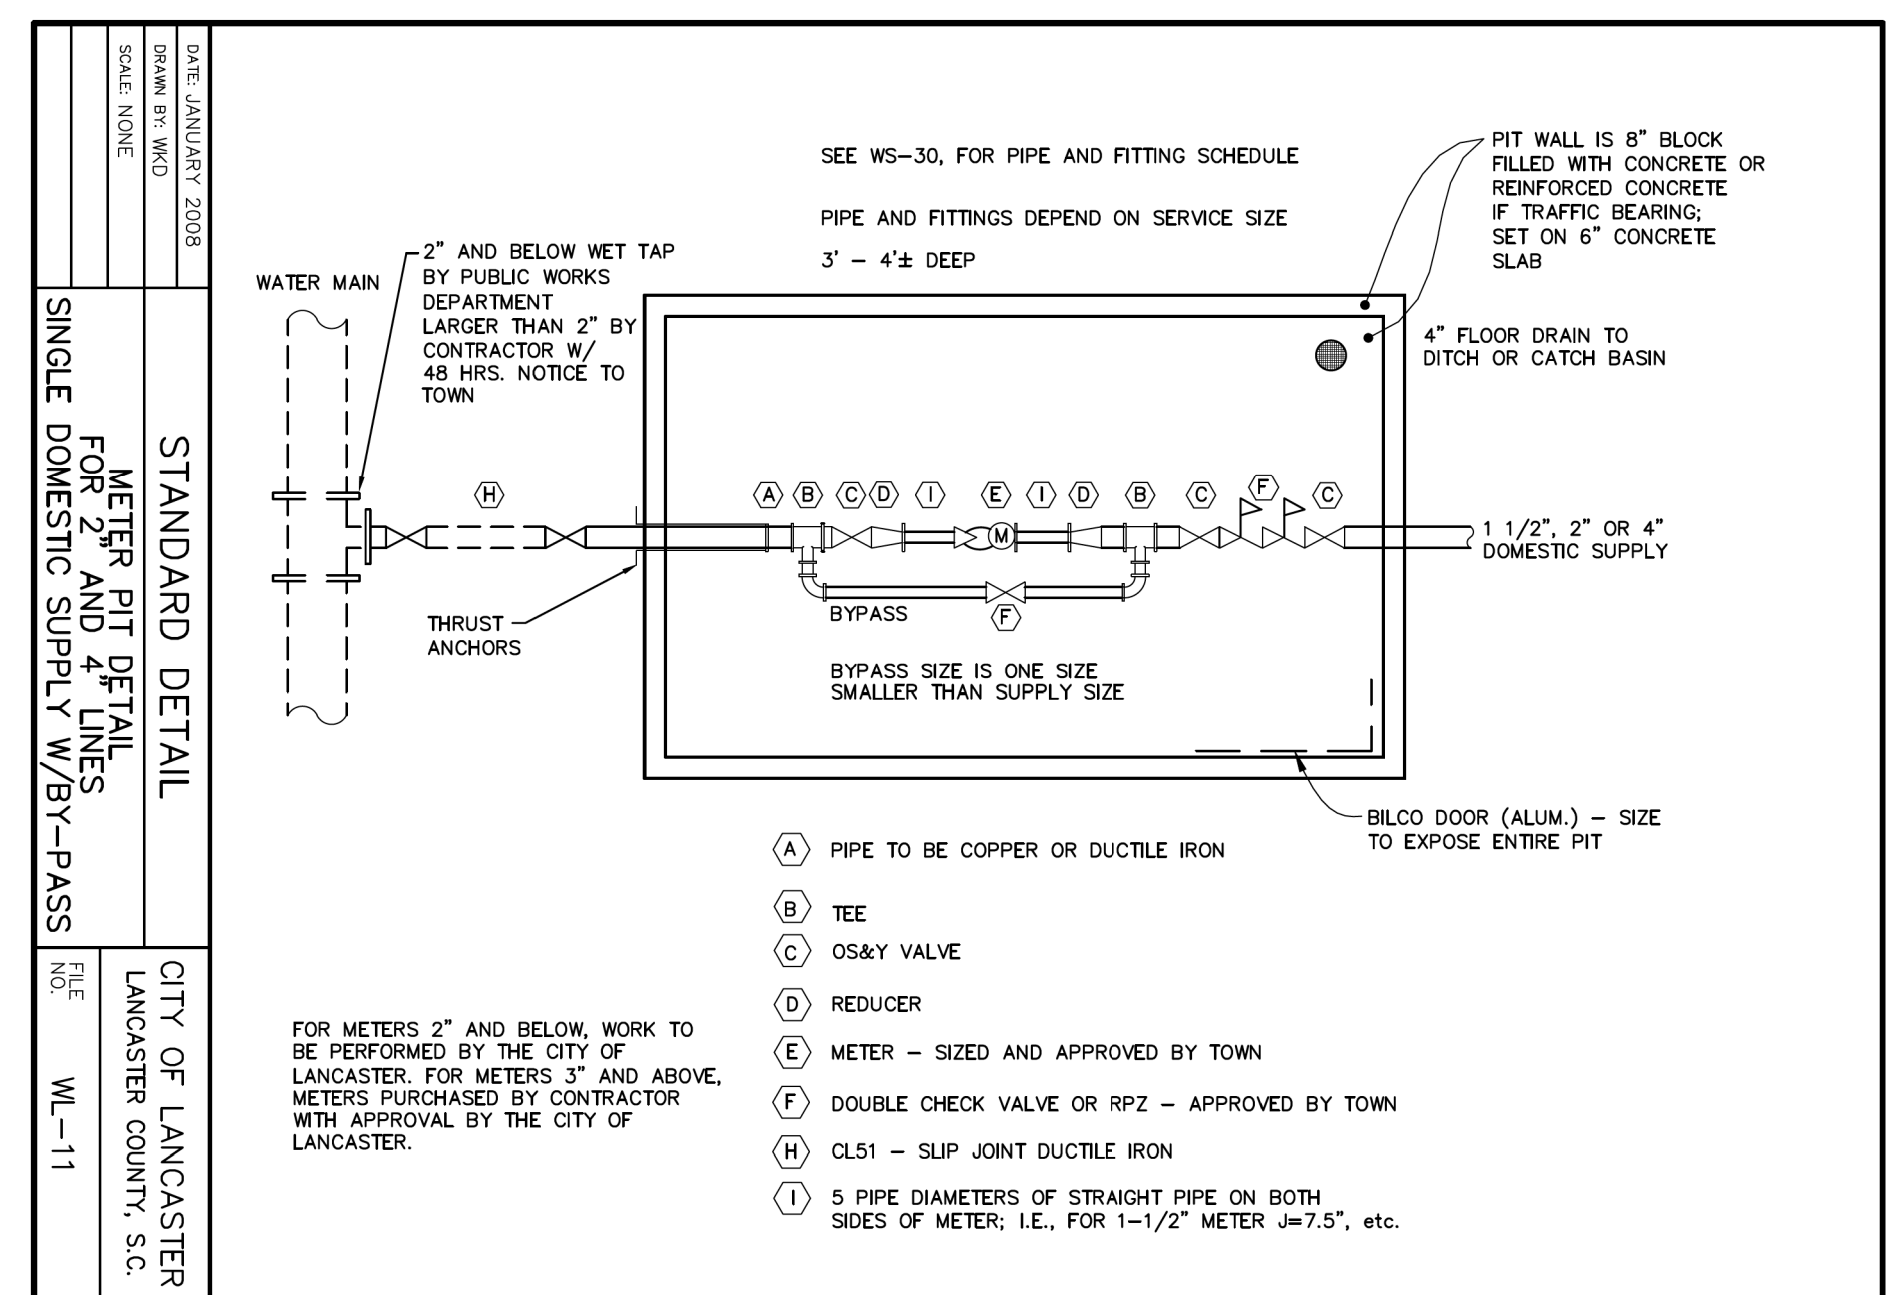 DATE: JANUARY 2008
DRAWN BY: WKD
SCALE: NONE
STANDARD DETAIL
METER PIT DETAIL
FOR 2" AND 4" LINES
SINGLE DOMESTIC SUPPLY W/BY-PASS
CITY OF LANCASTER
LANCASTER COUNTY, S.C.
FILE
NO.
WL-11
SEE WS-30, FOR PIPE AND FITTING SCHEDULE
PIPE AND FITTINGS DEPEND ON SERVICE SIZE
3' - 4'± DEEP
PIT WALL IS 8" BLOCK
FILLED WITH CONCRETE OR
REINFORCED CONCRETE
IF TRAFFIC BEARING;
SET ON 6" CONCRETE
SLAB
WATER MAIN
2" AND BELOW WET TAP
BY PUBLIC WORKS
DEPARTMENT
LARGER THAN 2" BY
CONTRACTOR W/
48 HRS. NOTICE TO
TOWN
4" FLOOR DRAIN TO
DITCH OR CATCH BASIN
H
A B C D I E I D B C F C
M
1 1/2", 2" OR 4"
DOMESTIC SUPPLY
BYPASS
F
THRUST
ANCHORS
BYPASS SIZE IS ONE SIZE
SMALLER THAN SUPPLY SIZE
BILCO DOOR (ALUM.) - SIZE
TO EXPOSE ENTIRE PIT
A PIPE TO BE COPPER OR DUCTILE IRON
B TEE
C OS&Y VALVE
D REDUCER
E METER - SIZED AND APPROVED BY TOWN
F DOUBLE CHECK VALVE OR RPZ - APPROVED BY TOWN
H CL51 - SLIP JOINT DUCTILE IRON
I 5 PIPE DIAMETERS OF STRAIGHT PIPE ON BOTH
SIDES OF METER; I.E., FOR 1-1/2" METER J=7.5", etc.
FOR METERS 2" AND BELOW, WORK TO
BE PERFORMED BY THE CITY OF
LANCASTER. FOR METERS 3" AND ABOVE,
METERS PURCHASED BY CONTRACTOR
WITH APPROVAL BY THE CITY OF
LANCASTER.